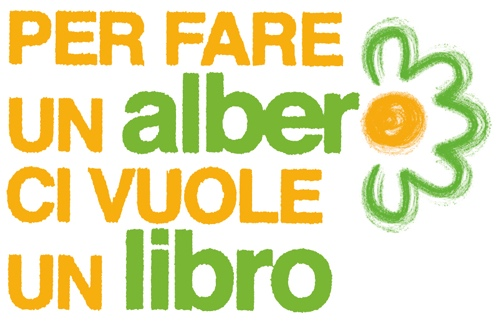 PER FARE
UN albero
CI VUOLE
UN libro